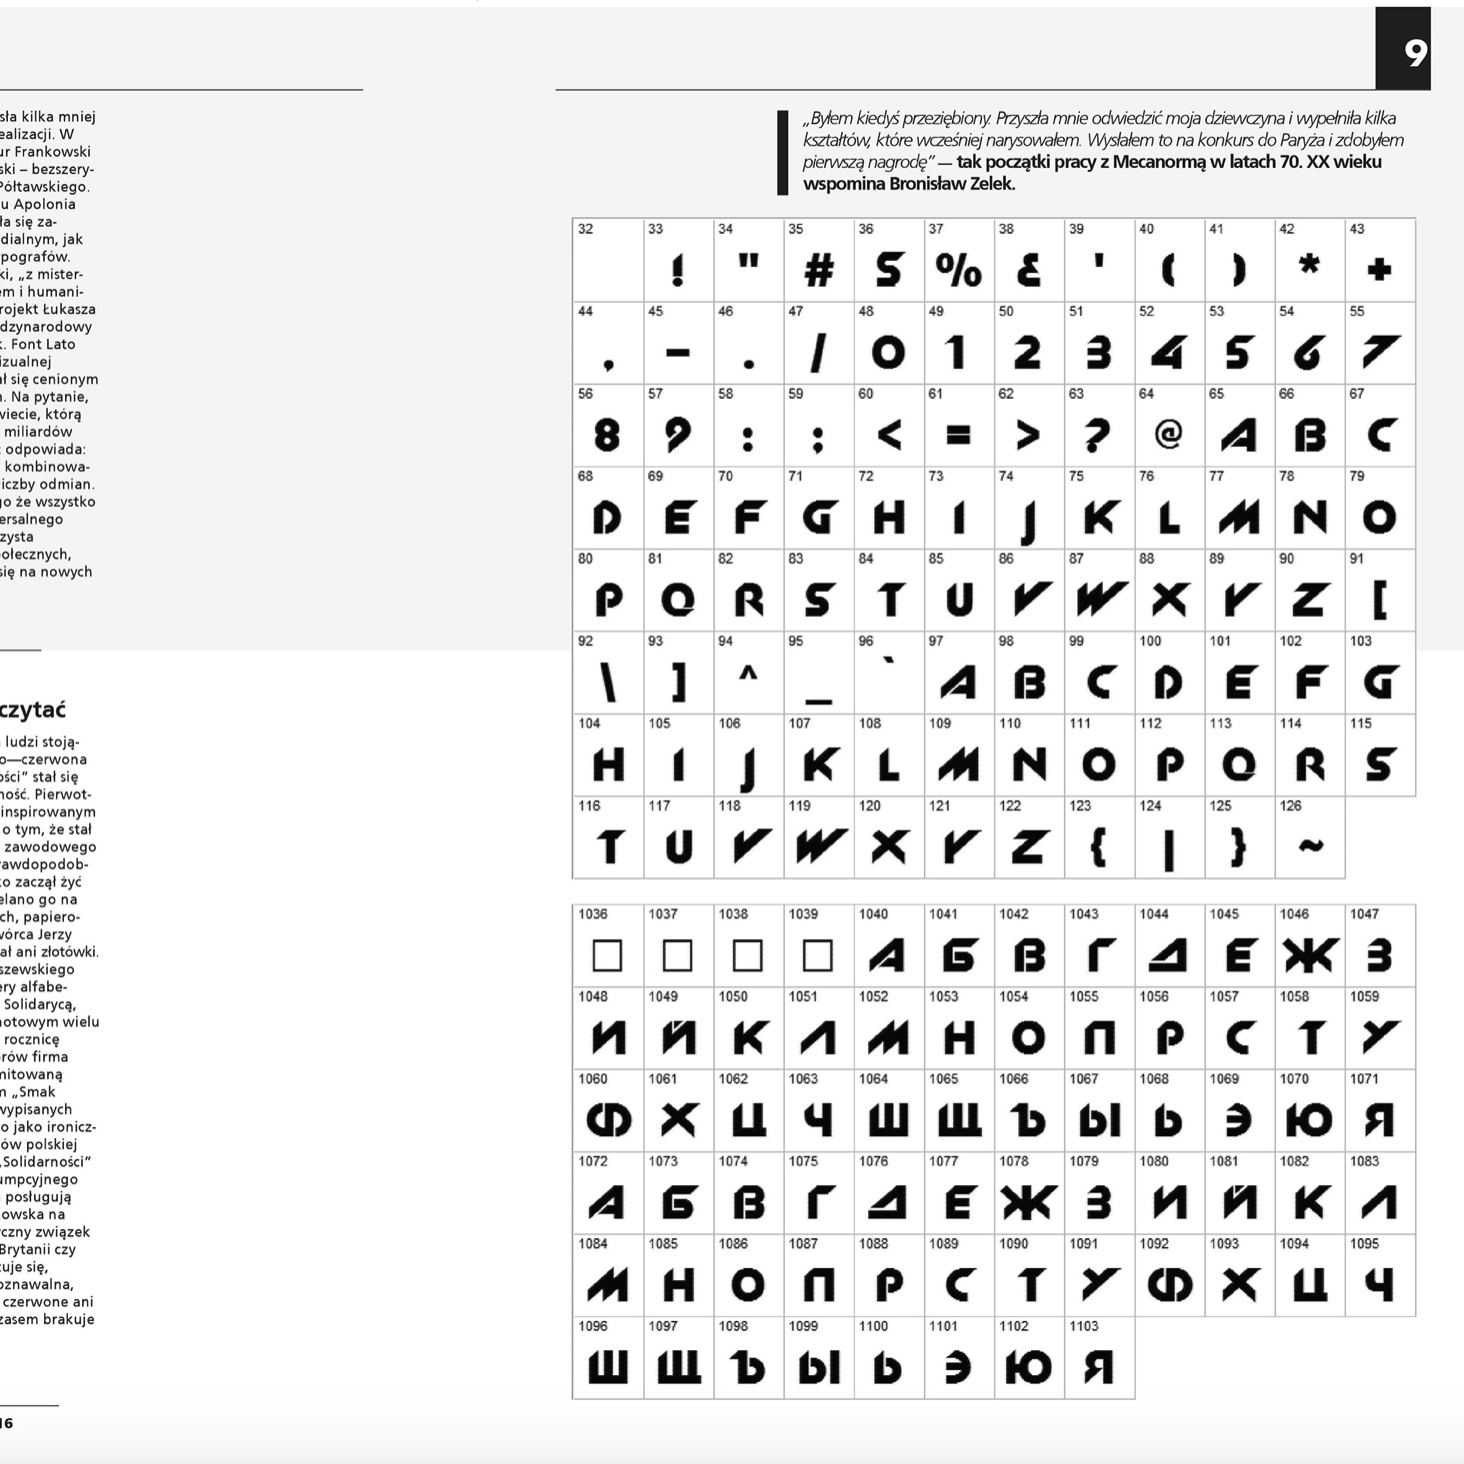 9
sła kilka mniej
ealizacji. W
ur Frankowski
ski – bezszery-
Półtawskiego.
u Apolonia
ła się za-
dialnym, jak
ypografów.
ki, „z mister-
em i humani-
rojekt Łukasza
dzynarodowy
k. Font Lato
izualnej
ał się cenionym
n. Na pytanie,
wiecie, którą
miliardów
odpowiada:
kombinowa-
liczby odmian.
go że wszystko
ersalnego
zysta
połecznych,
się na nowych
czytać
ludzi stoją-
o—czerwona
ości” stał się
ność. Pierwot-
inspirowanym
o tym, że stał
zawodowego
rawdopodob-
ko zaczął żyć
elano go na
ch, papiero-
wórca Jerzy
ał ani złotówki.
szewskiego
ery alfabe-
Solidarycą,
notowym wielu
rocznicę
rów firma
mitowaną
m „Smak
wypisanych
o jako ironicz-
ów polskiej
„Solidarności”
umpcyjnego
posługują
nowska na
yczny związek
Brytanii czy
uje się,
oznawalna,
czerwone ani
zasem brakuje
16
„Byłem kiedyś przeziębiony. Przyszła mnie odwiedzić moja dziewczyna i wypełniła kilka
kształtów, które wcześniej narysowałem. Wysłałem to na konkurs do Paryża i zdobyłem
pierwszą nagrodę” — tak początki pracy z Mecanormą w latach 70. XX wieku
wspomina Bronisław Zelek.
32 33 34 35 36 37 38 39 40 41 42 43
! " # S % & ' ( ) * +
44 45 46 47 48 49 50 51 52 53 54 55
, - . / 0 1 2 3 4 5 6 7
56 57 58 59 60 61 62 63 64 65 66 67
8 9 : ; < = > ? @ A B C
68 69 70 71 72 73 74 75 76 77 78 79
D E F G H I J K L M N O
80 81 82 83 84 85 86 87 88 89 90 91
P Q R S T U V W X Y Z [
92 93 94 95 96 97 98 99 100 101 102 103
\ ] ^ _ ` A B C D E F G
104 105 106 107 108 109 110 111 112 113 114 115
H I J K L M N O P Q R S
116 117 118 119 120 121 122 123 124 125 126
T U V W X Y Z { | } ~
1036 1037 1038 1039 1040 1041 1042 1043 1044 1045 1046 1047
□ □ □ □ А Б В Г Д Е Ж З
1048 1049 1050 1051 1052 1053 1054 1055 1056 1057 1058 1059
И Й К Л М Н О П Р С Т У
1060 1061 1062 1063 1064 1065 1066 1067 1068 1069 1070 1071
Ф Х Ц Ч Ш Щ Ъ Ы Ь Э Ю Я
1072 1073 1074 1075 1076 1077 1078 1079 1080 1081 1082 1083
А Б В Г Д Е Ж З И Й К Л
1084 1085 1086 1087 1088 1089 1090 1091 1092 1093 1094 1095
М Н О П Р С Т У Ф Х Ц Ч
1096 1097 1098 1099 1100 1101 1102 1103
Ш Щ Ъ Ы Ь Э Ю Я